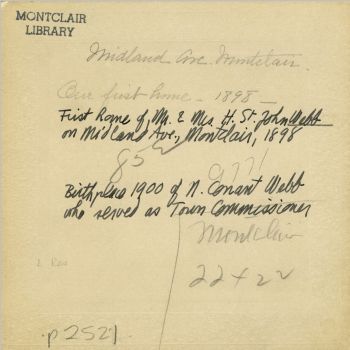 MONTCLAIR
LIBRARY
Midland Ave. Montclair.
Our first home - 1898 -
First Home of Mr. & Mrs. H. St. John Webb
on Midland Ave., Montclair, 1898
85
Birthplace 1900 of N. Conant Webb
who served as Town Commissioner
Montclair
22 x 22
p2521